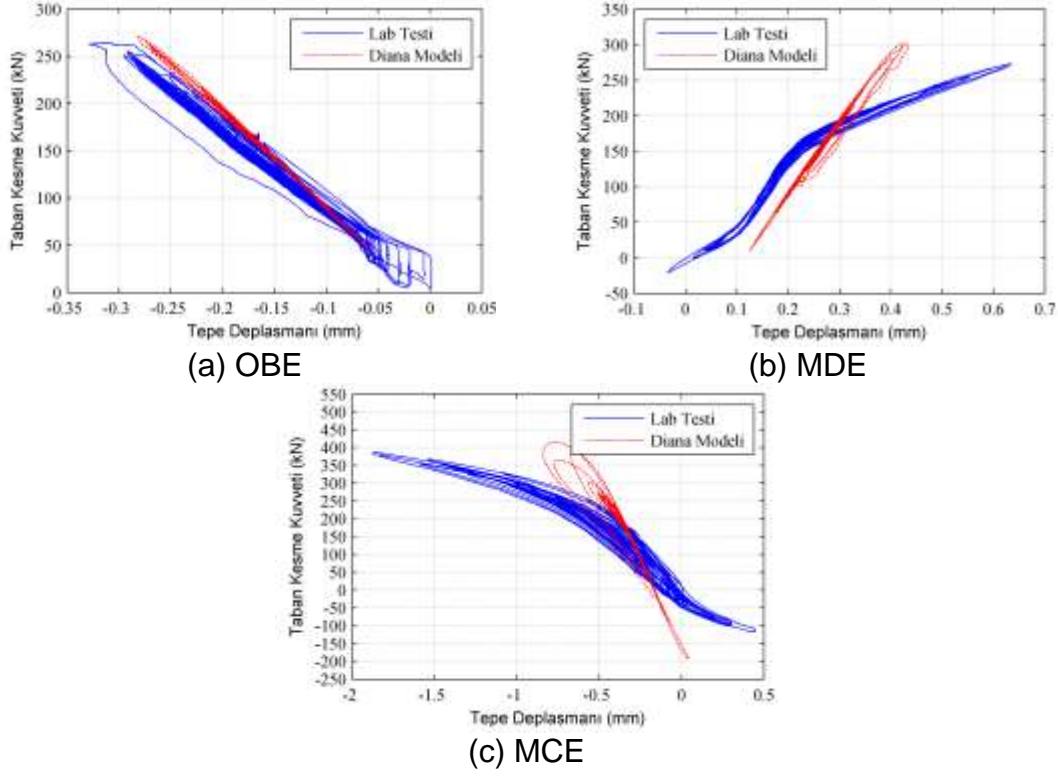 300
250
200
150
100
50
0
Taban Kesme Kuvveti (kN)
Lab Testi
Diana Modeli
-0.35 -0.3 -0.25 -0.2 -0.15 -0.1 -0.05 0 0.05
Tepe Deplasmanı (mm)
(a) OBE
350
300
250
200
150
100
50
0
-50
Taban Kesme Kuvveti (kN)
Lab Testi
Diana Modeli
-0.1 0 0.1 0.2 0.3 0.4 0.5 0.6 0.7
Tepe Deplasmanı (mm)
(b) MDE
550
500
450
400
350
300
250
200
150
100
50
0
-50
-100
-150
-200
-250
Taban Kesme Kuvveti (kN)
Lab Testi
Diana Modeli
-2 -1.5 -1 -0.5 0 0.5
Tepe Deplasmanı (mm)
(c) MCE